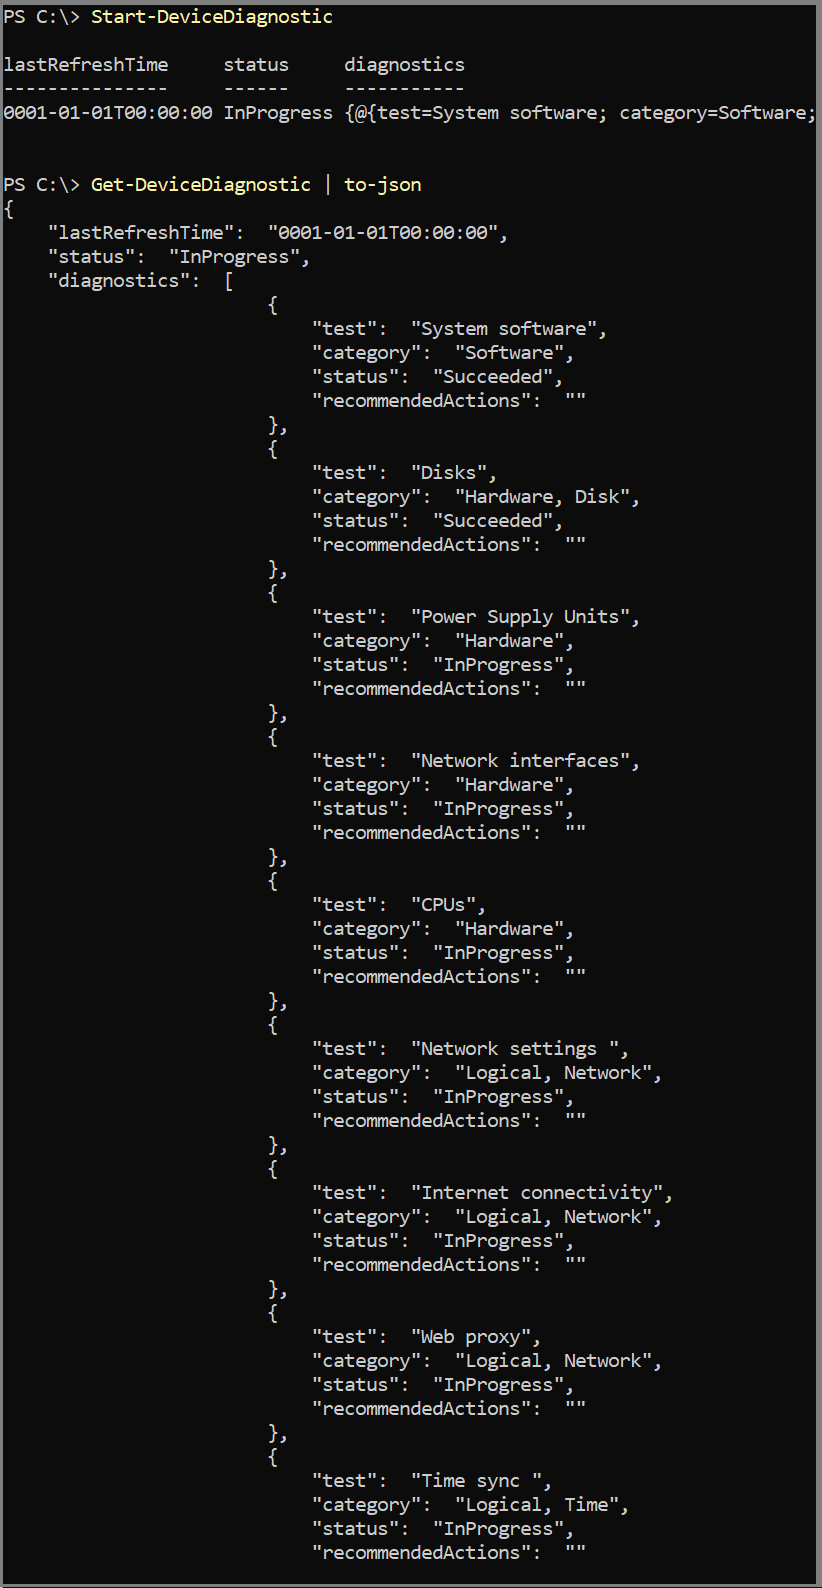 PS C:\> Start-DeviceDiagnostic
lastRefreshTime     status     diagnostics
---------------     ------     -----------
0001-01-01T00:00:00 InProgress {@{test=System software; category=Software;
PS C:\> Get-DeviceDiagnostic | to-json
{
    "lastRefreshTime":  "0001-01-01T00:00:00",
    "status":  "InProgress",
    "diagnostics":  [
                        {
                            "test":  "System software",
                            "category":  "Software",
                            "status":  "Succeeded",
                            "recommendedActions":  ""
                        },
                        {
                            "test":  "Disks",
                            "category":  "Hardware, Disk",
                            "status":  "Succeeded",
                            "recommendedActions":  ""
                        },
                        {
                            "test":  "Power Supply Units",
                            "category":  "Hardware",
                            "status":  "InProgress",
                            "recommendedActions":  ""
                        },
                        {
                            "test":  "Network interfaces",
                            "category":  "Hardware",
                            "status":  "InProgress",
                            "recommendedActions":  ""
                        },
                        {
                            "test":  "CPUs",
                            "category":  "Hardware",
                            "status":  "InProgress",
                            "recommendedActions":  ""
                        },
                        {
                            "test":  "Network settings ",
                            "category":  "Logical, Network",
                            "status":  "InProgress",
                            "recommendedActions":  ""
                        },
                        {
                            "test":  "Internet connectivity",
                            "category":  "Logical, Network",
                            "status":  "InProgress",
                            "recommendedActions":  ""
                        },
                        {
                            "test":  "Web proxy",
                            "category":  "Logical, Network",
                            "status":  "InProgress",
                            "recommendedActions":  ""
                        },
                        {
                            "test":  "Time sync ",
                            "category":  "Logical, Time",
                            "status":  "InProgress",
                            "recommendedActions":  ""